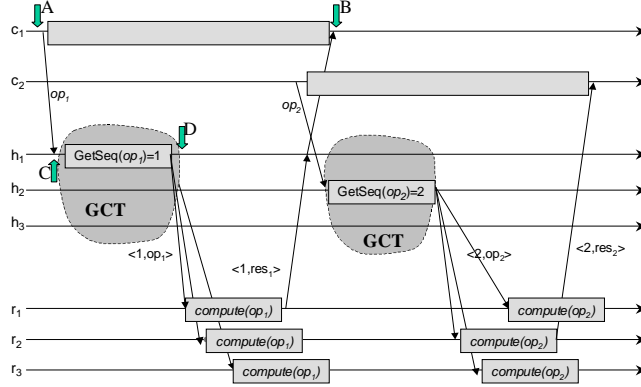 A B
c1
c2
op1 op2
D
h1 GetSeq(op1)=1
C
h2 GetSeq(op2)=2
GCT
h3
GCT
<1,op1> <1,res1> <2,op2> <2,res2>
r1 compute(op1) compute(op2)
r2 compute(op1) compute(op2)
r3 compute(op1) compute(op2)